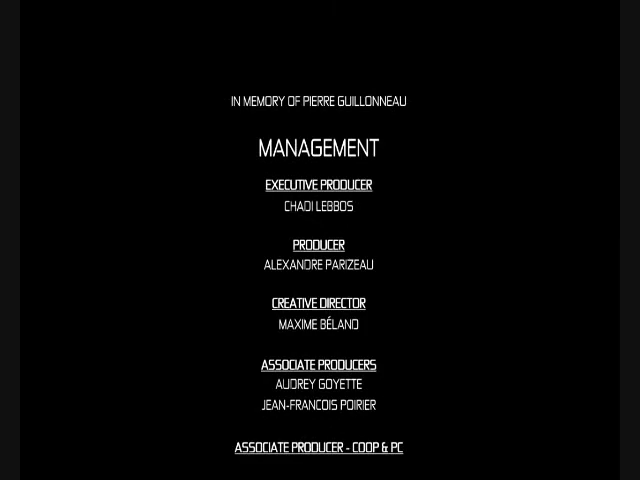 IN MEMORY OF PIERRE GUILLONNEAU
MANAGEMENT
EXECUTIVE PRODUCER
CHADI LEBBOS
PRODUCER
ALEXANDRE PARIZEAU
CREATIVE DIRECTOR
MAXIME BÉLAND
ASSOCIATE PRODUCERS
AUDREY GOYETTE
JEAN-FRANCOIS POIRIER
ASSOCIATE PRODUCER - COOP & PC